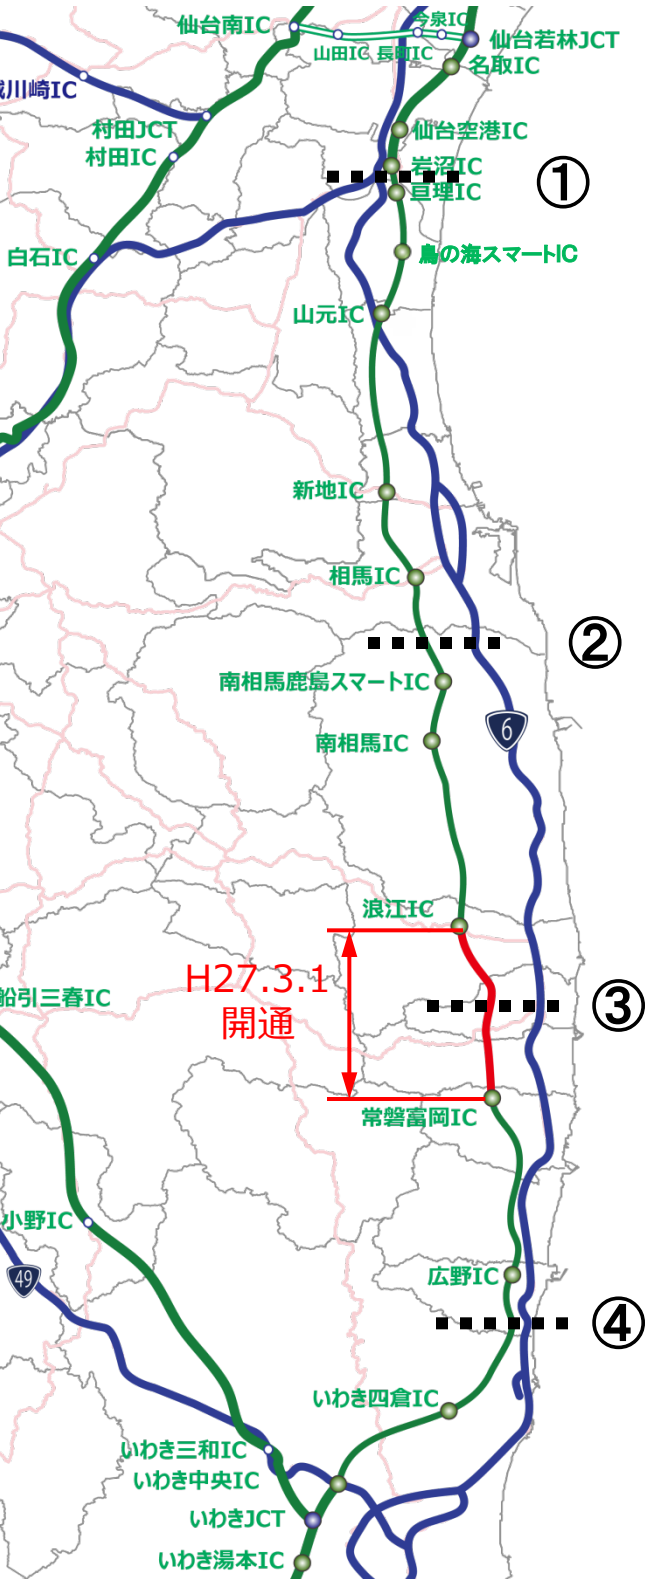 仙台南IC
今泉IC
山田IC
長町IC
仙台若林JCT
名取IC
川崎IC
村田JCT
仙台空港IC
村田IC
岩沼IC
①
亘理IC
白石IC
鳥の海スマートIC
山元IC
新地IC
相馬IC
②
南相馬鹿島スマートIC
6
南相馬IC
浪江IC
H27.3.1
開通
船引三春IC
③
常磐富岡IC
小野IC
49
広野IC
④
いわき四倉IC
いわき三和IC
いわき中央IC
いわきJCT
いわき湯本IC